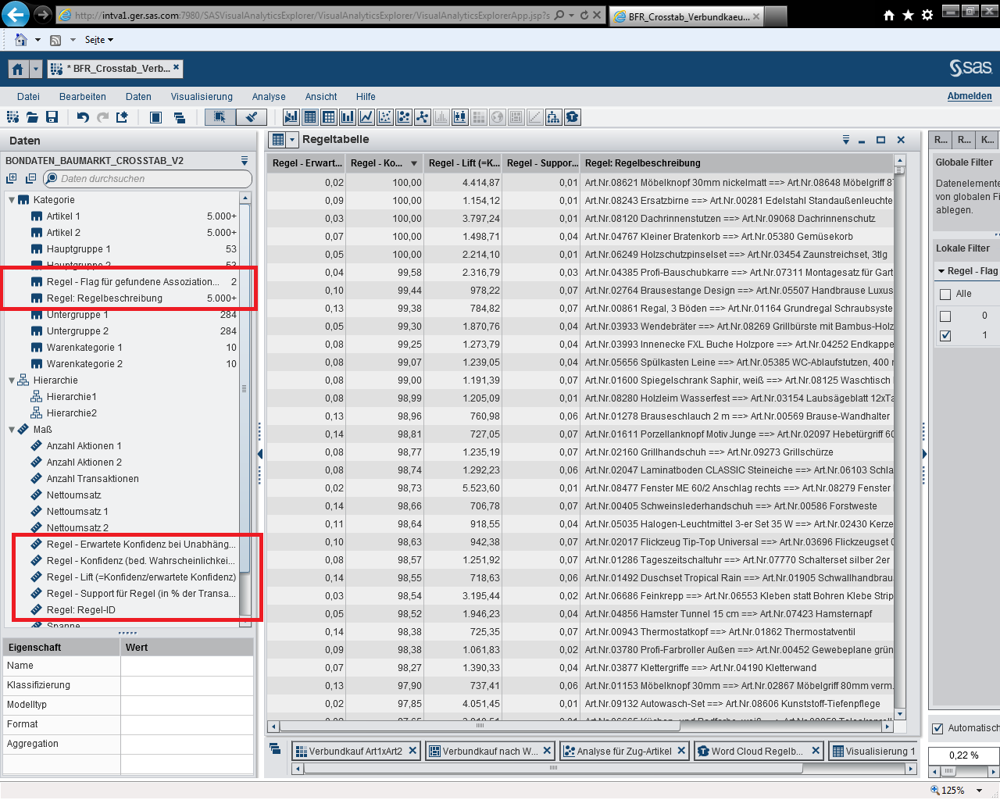 http://intva1.ger.sas.com:7980/SASVisualAnalyticsExplorer/VisualAnalyticsExplorer/VisualAnalyticsExplorerApp.jsp?s
BFR_Crosstab_Verbundkaeu...
Seite
* BFR_Crosstab_Verb...
sas
Datei Bearbeiten Daten Visualisierung Analyse Ansicht Hilfe
Abmelden
Daten
BONDATEN_BAUMARKT_CROSSTAB_V2
Daten durchsuchen
Kategorie
Artikel 1 5.000+
Artikel 2 5.000+
Hauptgruppe 1 53
Hauptgruppe 2 53
Regel - Flag für gefundene Assoziation... 2
Regel: Regelbeschreibung 5.000+
Untergruppe 1 284
Untergruppe 2 284
Warenkategorie 1 10
Warenkategorie 2 10
Hierarchie
Hierarchie1
Hierarchie2
Maß
Anzahl Aktionen 1
Anzahl Aktionen 2
Anzahl Transaktionen
Nettoumsatz
Nettoumsatz 1
Nettoumsatz 2
Regel - Erwartete Konfidenz bei Unabhäng...
Regel - Konfidenz (bed. Wahrscheinlichkei...
Regel - Lift (=Konfidenz/erwartete Konfidenz)
Regel - Support für Regel (in % der Transa...
Regel: Regel-ID
Spanne
Eigenschaft Wert
Name
Klassifizierung
Modelltyp
Format
Aggregation
Regeltabelle
Regel - Erwart... Regel - Ko... Regel - Lift (=K... Regel - Suppor... Regel: Regelbeschreibung
0,02 100,00 4.414,87 0,01 Art.Nr.08621 Möbelknopf 30mm nickelmatt ==> Art.Nr.08648 Möbelgriff 8
0,09 100,00 1.154,12 0,01 Art.Nr.08243 Ersatzbirne ==> Art.Nr.00281 Edelstahl Standaußenleuchte
0,03 100,00 3.797,24 0,01 Art.Nr.08120 Dachrinnenstutzen ==> Art.Nr.09068 Dachrinnenschutz
0,07 100,00 1.498,71 0,04 Art.Nr.04767 Kleiner Bratenkorb ==> Art.Nr.05380 Gemüsekorb
0,05 100,00 2.214,10 0,01 Art.Nr.06249 Holzschutzpinselset ==> Art.Nr.03454 Zaunstreichset, 3tlg
0,04 99,58 2.316,79 0,03 Art.Nr.04385 Profi-Bauschubkarre ==> Art.Nr.07311 Montagesatz für Gart
0,10 99,44 978,22 0,07 Art.Nr.02764 Brausestange Design ==> Art.Nr.05507 Handbrause Luxus
0,13 99,38 784,82 0,07 Art.Nr.00861 Regal, 3 Böden ==> Art.Nr.01164 Grundregal Schraubsyste
0,05 99,30 1.870,76 0,04 Art.Nr.03933 Wendebräter ==> Art.Nr.08269 Grillbürste mit Bambus-Holz
0,08 99,25 1.273,79 0,04 Art.Nr.03993 Innenecke FXL Buche Holzpore ==> Art.Nr.04252 Endkappe
0,08 99,07 1.239,05 0,04 Art.Nr.05656 Spülkasten Leine ==> Art.Nr.05385 WC-Ablaufstutzen, 400
0,08 99,00 1.191,39 0,07 Art.Nr.01600 Spiegelschrank Saphir, weiß ==> Art.Nr.08125 Waschtisch
0,08 98,99 1.205,09 0,01 Art.Nr.08280 Holzleim Wasserfest ==> Art.Nr.03154 Laubsägeblatt 12xTa
0,13 98,96 760,98 0,06 Art.Nr.01278 Brauseschlauch 2 m ==> Art.Nr.00569 Brause-Wandhalter
0,14 98,81 727,05 0,07 Art.Nr.01611 Porzellanknopf Motiv Junge ==> Art.Nr.02097 Hebetürgriff 60
0,08 98,77 1.235,19 0,07 Art.Nr.02160 Grillhandschuh ==> Art.Nr.09273 Grillschürze
0,08 98,74 1.292,23 0,06 Art.Nr.02047 Laminatboden CLASSIC Steineiche ==> Art.Nr.06103 Schla
0,02 98,73 5.523,60 0,01 Art.Nr.08477 Fenster ME 60/2 Anschlag rechts ==> Art.Nr.08279 Fenster
0,14 98,66 706,78 0,07 Art.Nr.00405 Schweinslederhandschuh ==> Art.Nr.00586 Forstweste
0,11 98,64 918,55 0,04 Art.Nr.05035 Halogen-Leuchtmittel 3-er Set 35 W ==> Art.Nr.02430 Kerze
0,10 98,63 942,38 0,07 Art.Nr.02017 Flickzeug Tip-Top Universal ==> Art.Nr.03696 Flickzeugset
0,08 98,57 1.251,92 0,07 Art.Nr.01286 Tageszeitschaltuhr ==> Art.Nr.07770 Schalterset silber 2er
0,14 98,55 718,63 0,06 Art.Nr.01492 Duschset Tropical Rain ==> Art.Nr.01905 Schwallhandbrau
0,03 98,54 3.195,44 0,02 Art.Nr.06686 Feinkrepp ==> Art.Nr.06553 Kleben statt Bohren Klebe Strip
0,05 98,52 1.946,23 0,04 Art.Nr.04856 Hamster Tunnel 15 cm ==> Art.Nr.07423 Hamsternapf
0,14 98,38 725,35 0,07 Art.Nr.00943 Thermostatkopf ==> Art.Nr.01862 Thermostatventil
0,09 98,38 1.061,83 0,02 Art.Nr.03780 Profi-Farbroller Außen ==> Art.Nr.00452 Gewebeplane grün
0,07 98,27 1.390,33 0,04 Art.Nr.03877 Klettergriffe ==> Art.Nr.04190 Kletterwand
0,13 97,90 737,41 0,06 Art.Nr.01153 Möbelknopf 30mm ==> Art.Nr.02867 Möbelgriff 80mm verm.
0,02 97,85 4.051,45 0,01 Art.Nr.09132 Autowasch-Set ==> Art.Nr.08606 Kunststoff-Tiefenpflege
Verbundkauf Art1xArt2 Verbundkauf nach W... Analyse für Zug-Artikel Word Cloud Regelb... Visualisierung 1
R... R... K...
Globale Filter
Datenelemente
von globalen Fi
ablegen.
Lokale Filter
Regel - Flag
Alle
0
1
Automatisch
0,22 %
125%